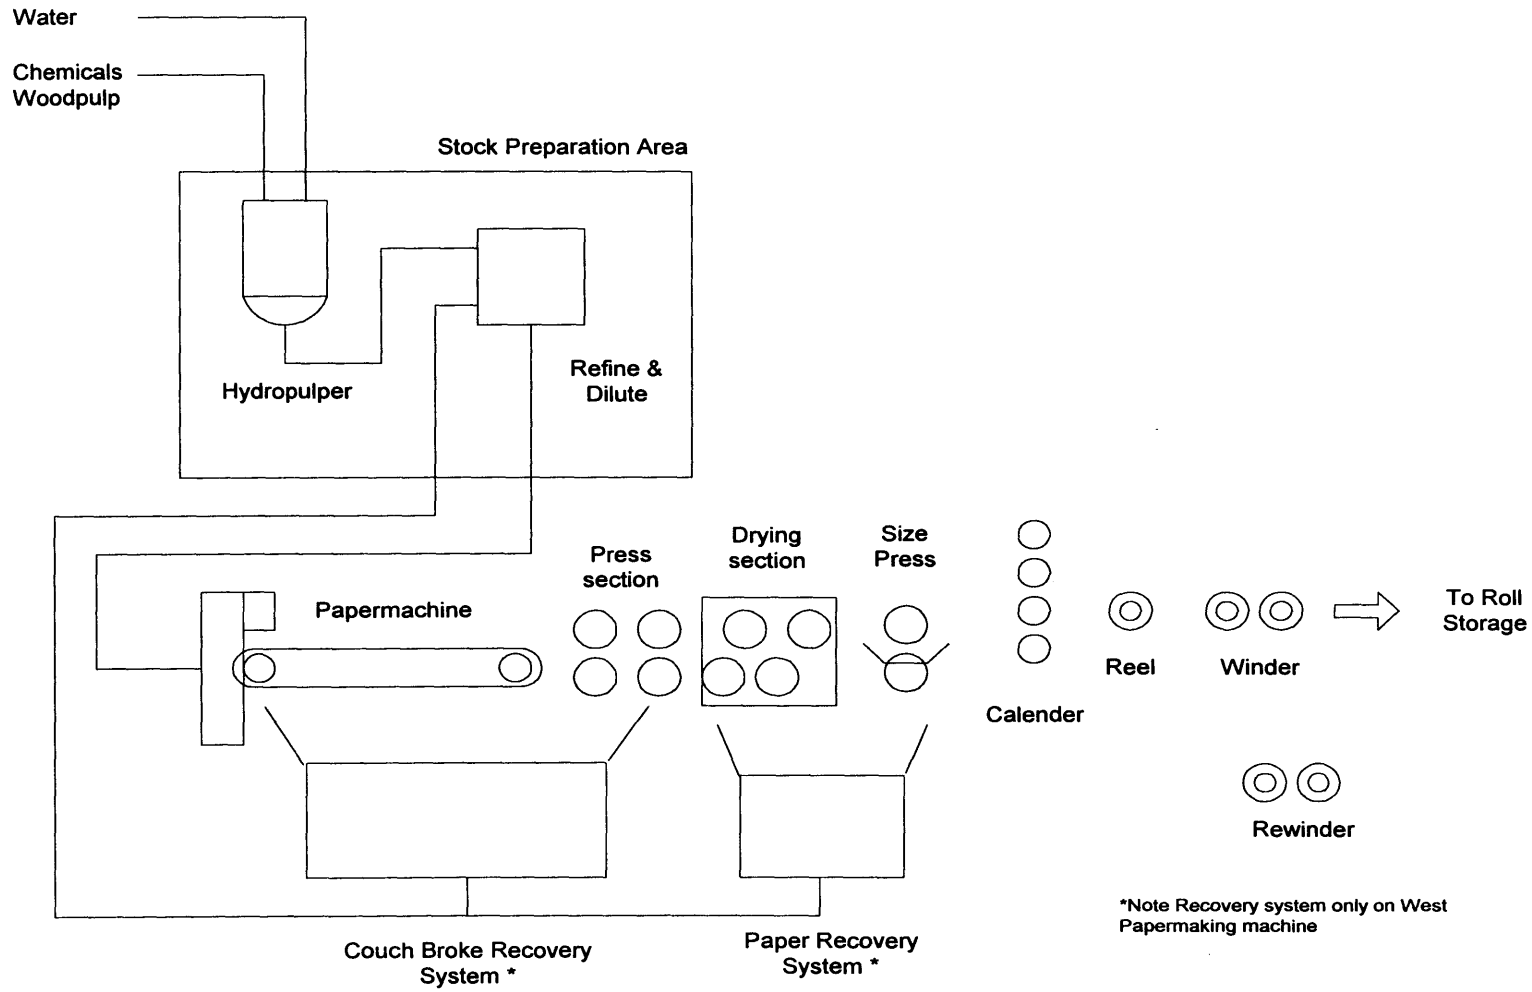 Water
Chemicals
Woodpulp
Stock Preparation Area
Hydropulper
Refine &
Dilute
Papermachine
Press
section
Drying
section
Size
Press
Calender
Reel
Winder
To Roll
Storage
Rewinder
Couch Broke Recovery
System *
Paper Recovery
System *
*Note Recovery system only on West
Papermaking machine